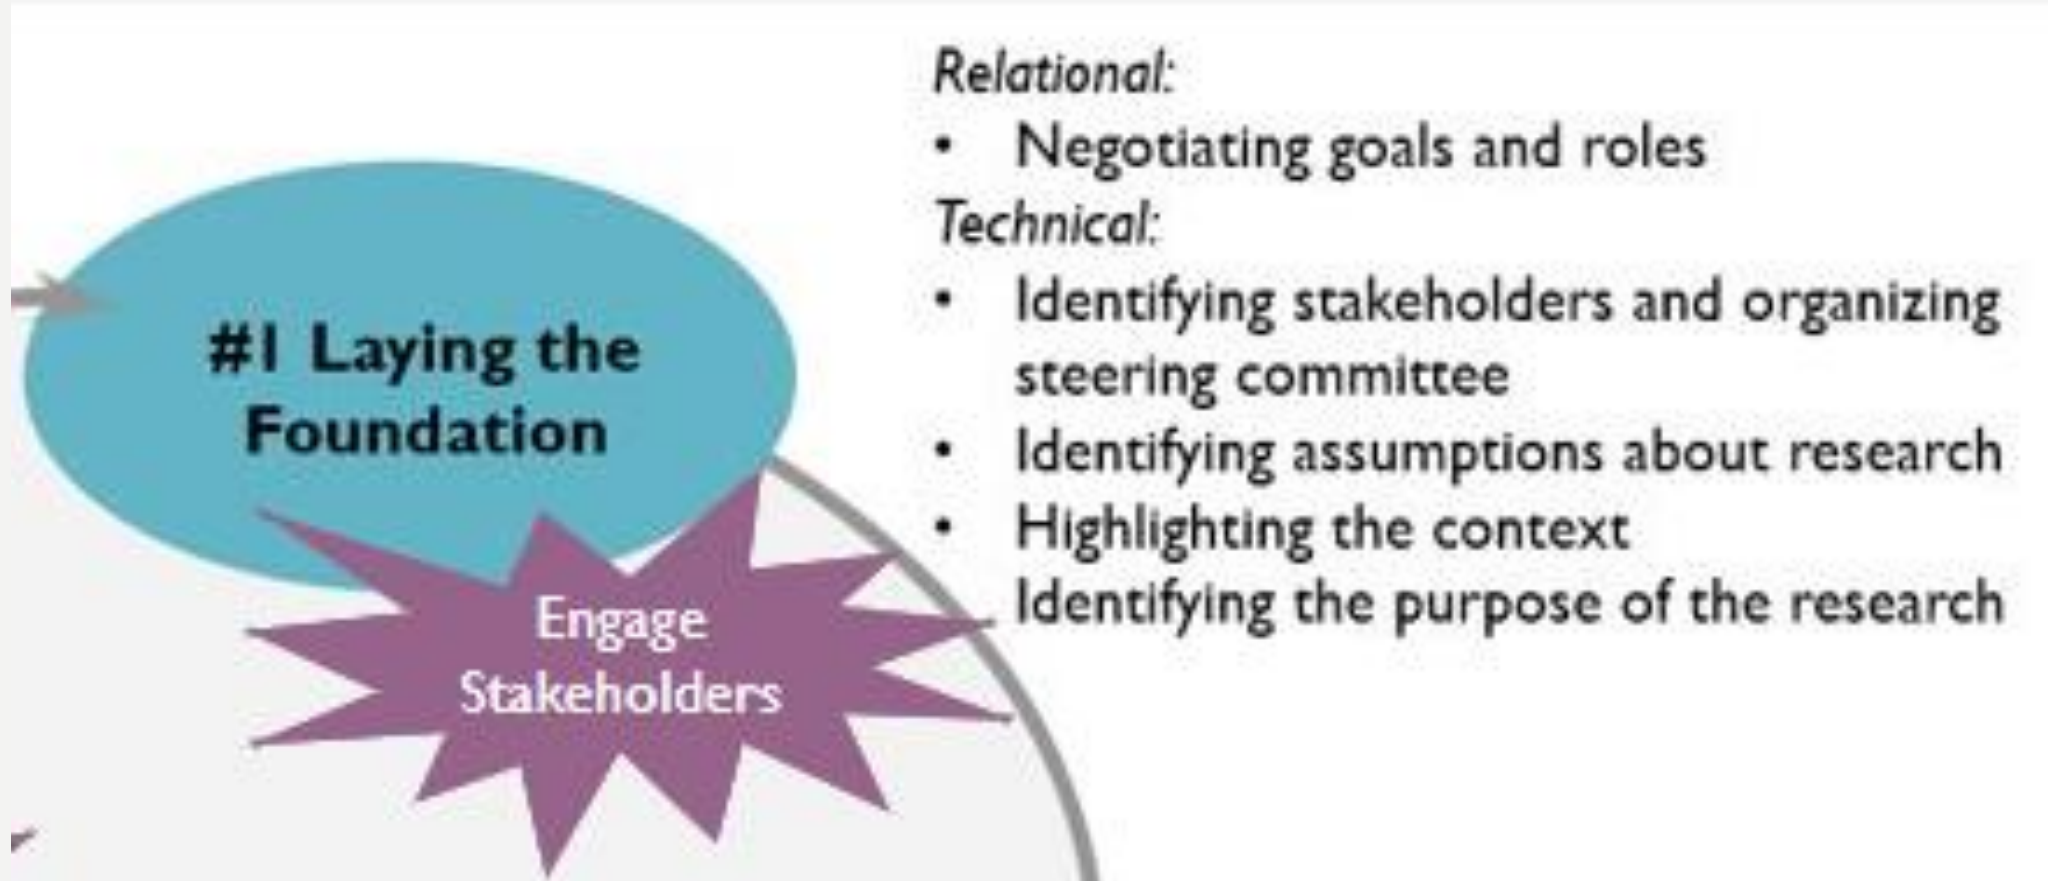 #1 Laying the
Foundation
Engage
Stakeholders
Relational:
• Negotiating goals and roles
Technical:
• Identifying stakeholders and organizing
steering committee
• Identifying assumptions about research
• Highlighting the context
Identifying the purpose of the research